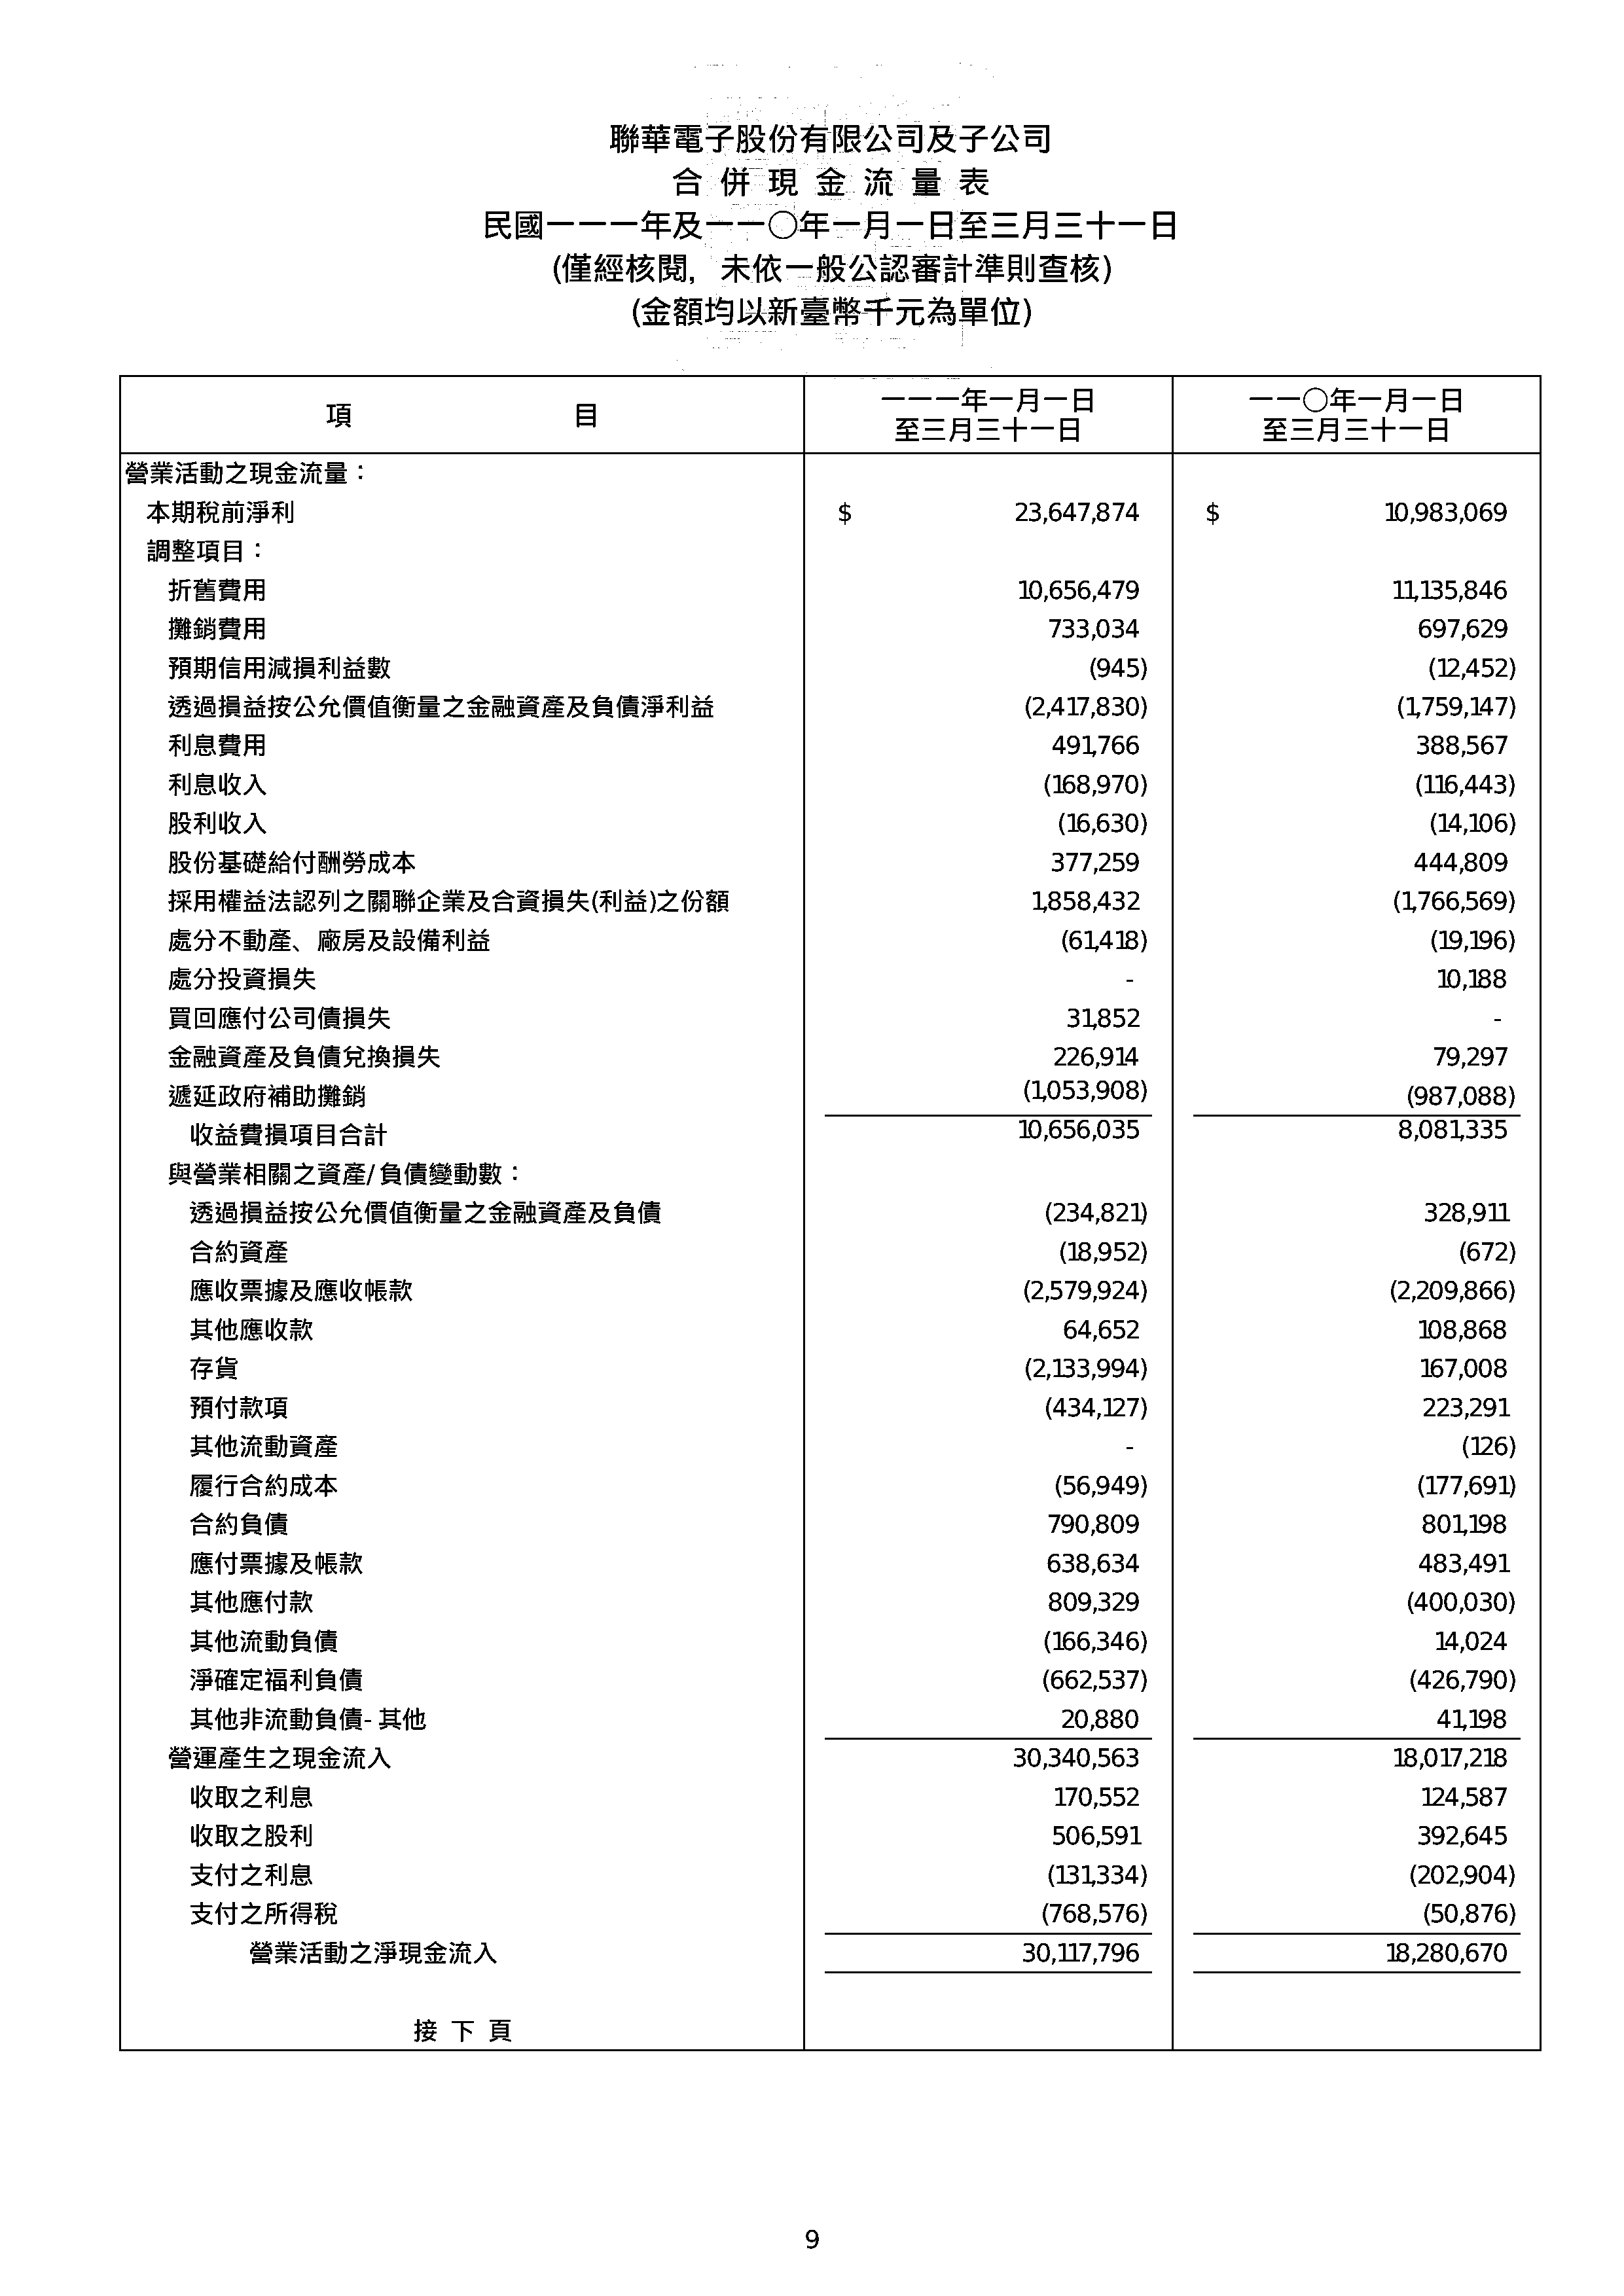 聯華電子股份有限公司及子公司
合 併 現 金 流 量 表
民國一一一年及一一〇年一月一日至三月三十一日
(僅經核閱，未依一般公認審計準則查核)
(金額均以新臺幣千元為單位)
項 目 一一一年一月一日 一一〇年一月一日
至三月三十一日 至三月三十一日
營業活動之現金流量：
本期稅前淨利 $ 23,647,874 $ 10,983,069
調整項目：
折舊費用 10,656,479 11,135,846
攤銷費用 733,034 697,629
預期信用減損利益數 (945) (12,452)
透過損益按公允價值衡量之金融資產及負債淨利益 (2,417,830) (1,759,147)
利息費用 491,766 388,567
利息收入 (168,970) (116,443)
股利收入 (16,630) (14,106)
股份基礎給付酬勞成本 377,259 444,809
採用權益法認列之關聯企業及合資損失(利益)之份額 1,858,432 (1,766,569)
處分不動產、廠房及設備利益 (61,418) (19,196)
處分投資損失 - 10,188
買回應付公司債損失 31,852 -
金融資產及負債兌換損失 226,914 79,297
遞延政府補助攤銷 (1,053,908) (987,088)
收益費損項目合計 10,656,035 8,081,335
與營業相關之資產/負債變動數：
透過損益按公允價值衡量之金融資產及負債 (234,821) 328,911
合約資產 (18,952) (672)
應收票據及應收帳款 (2,579,924) (2,209,866)
其他應收款 64,652 108,868
存貨 (2,133,994) 167,008
預付款項 (434,127) 223,291
其他流動資產 - (126)
履行合約成本 (56,949) (177,691)
合約負債 790,809 801,198
應付票據及帳款 638,634 483,491
其他應付款 809,329 (400,030)
其他流動負債 (166,346) 14,024
淨確定福利負債 (662,537) (426,790)
其他非流動負債-其他 20,880 41,198
營運產生之現金流入 30,340,563 18,017,218
收取之利息 170,552 124,587
收取之股利 506,591 392,645
支付之利息 (131,334) (202,904)
支付之所得稅 (768,576) (50,876)
營業活動之淨現金流入 30,117,796 18,280,670
接 下 頁
9